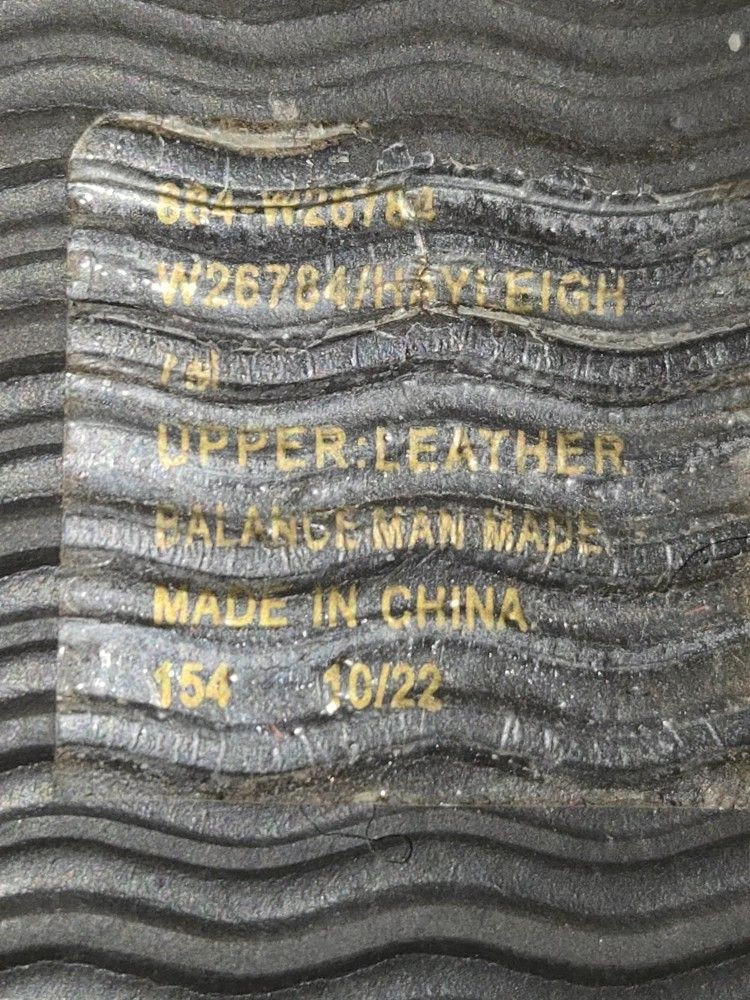 W26784/HAYLEIGH
UPPER:LEATHER
BALANCE MAN MADE
MADE IN CHINA
154 10/22